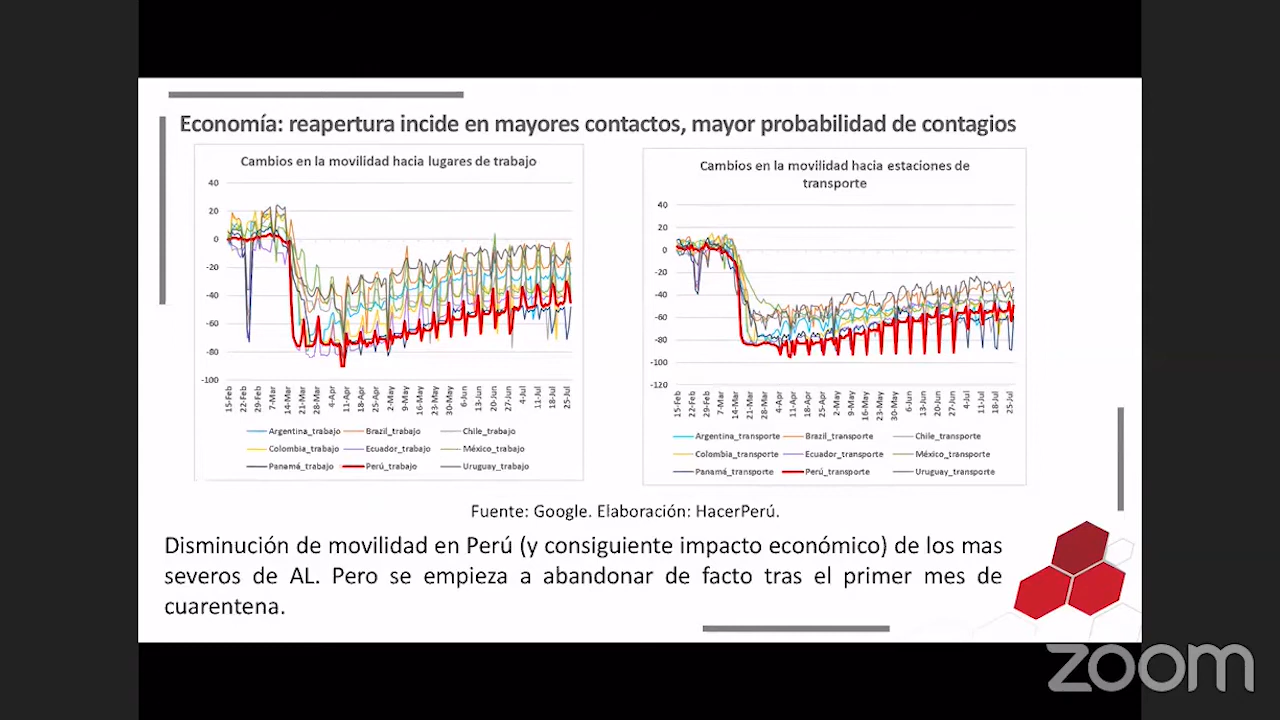 Economía: reapertura incide en mayores contactos, mayor probabilidad de contagios
Cambios en la movilidad hacia lugares de trabajo
40
20
0
-20
-40
-60
-80
-100
15-Feb
22-Feb
29-Feb
7-Mar
14-Mar
21-Mar
28-Mar
4-Apr
11-Apr
18-Apr
25-Apr
2-May
9-May
16-May
23-May
30-May
6-Jun
13-Jun
20-Jun
27-Jun
4-Jul
11-Jul
18-Jul
25-Jul
Argentina_trabajo Brazil_trabajo Chile_trabajo
Colombia_trabajo Ecuador_trabajo México_trabajo
Panamá_trabajo Perú_trabajo Uruguay_trabajo
Cambios en la movilidad hacia estaciones de
transporte
40
20
0
-20
-40
-60
-80
-100
-120
15-Feb
22-Feb
29-Feb
7-Mar
14-Mar
21-Mar
28-Mar
4-Apr
11-Apr
18-Apr
25-Apr
2-May
9-May
16-May
23-May
30-May
6-Jun
13-Jun
20-Jun
27-Jun
4-Jul
11-Jul
18-Jul
25-Jul
Argentina_transporte Brazil_transporte Chile_transporte
Colombia_transporte Ecuador_transporte México_transporte
Panamá_transporte Perú_transporte Uruguay_transporte
Fuente: Google. Elaboración: HacerPerú.
Disminución de movilidad en Perú (y consiguiente impacto económico) de los mas
severos de AL. Pero se empieza a abandonar de facto tras el primer mes de
cuarentena.
zoom